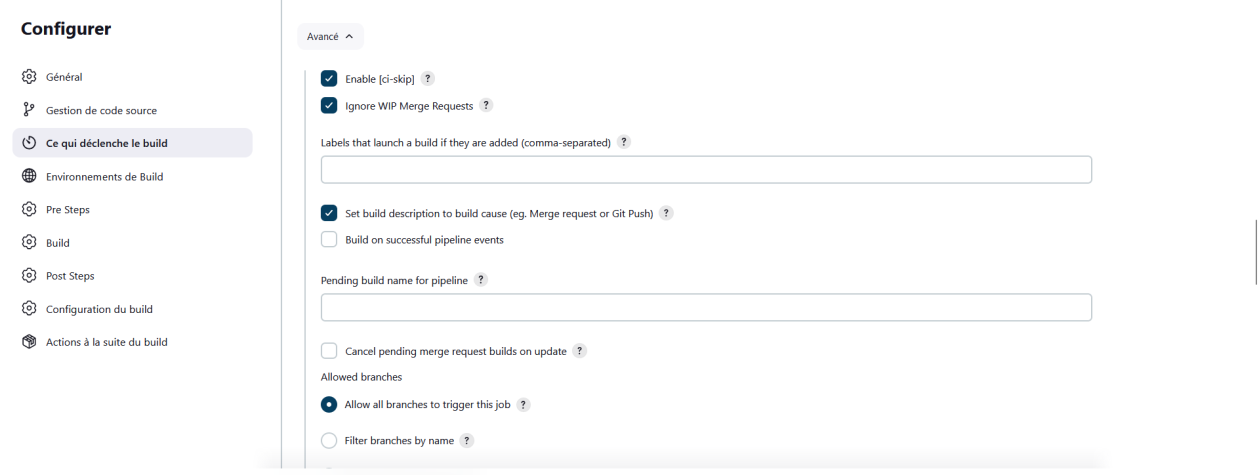 Configurer
Général
Gestion de code source
Ce qui déclenche le build
Environnements de Build
Pre Steps
Build
Post Steps
Configuration du build
Actions à la suite du build
Avancé
Enable [ci-skip] ?
Ignore WIP Merge Requests ?
Labels that launch a build if they are added (comma-separated) ?
Set build description to build cause (eg. Merge request or Git Push) ?
Build on successful pipeline events
Pending build name for pipeline ?
Cancel pending merge request builds on update ?
Allowed branches
Allow all branches to trigger this job ?
Filter branches by name ?